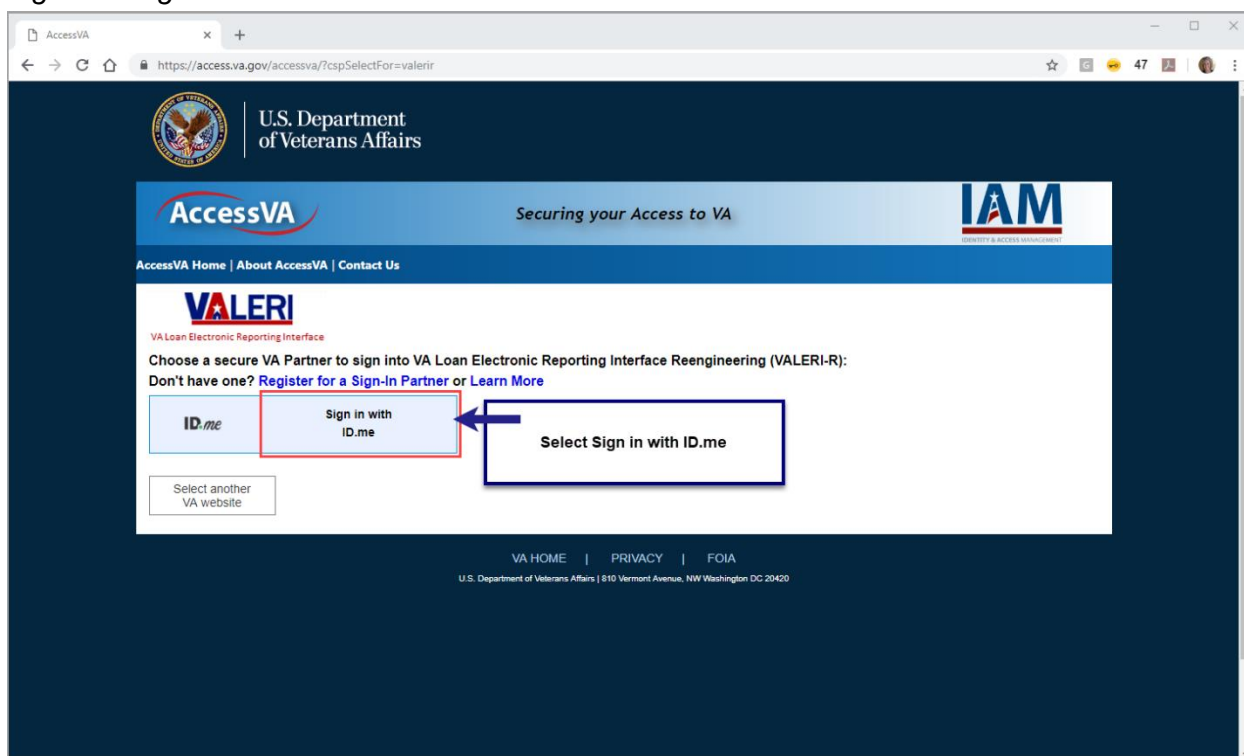 AccessVA
https://access.va.gov/accessva/?cspSelectFor=valerir
47
U.S. Department
of Veterans Affairs
AccessVA
Securing your Access to VA
IAM
IDENTITY & ACCESS MANAGEMENT
AccessVA Home | About AccessVA | Contact Us
VALERI
VA Loan Electronic Reporting Interface
Choose a secure VA Partner to sign into VA Loan Electronic Reporting Interface Reengineering (VALERI-R):
Don't have one? Register for a Sign-In Partner or Learn More
ID.me
Sign in with
ID.me
Select Sign in with ID.me
Select another
VA website
VA HOME | PRIVACY | FOIA
U.S. Department of Veterans Affairs | 810 Vermont Avenue, NW Washington DC 20420